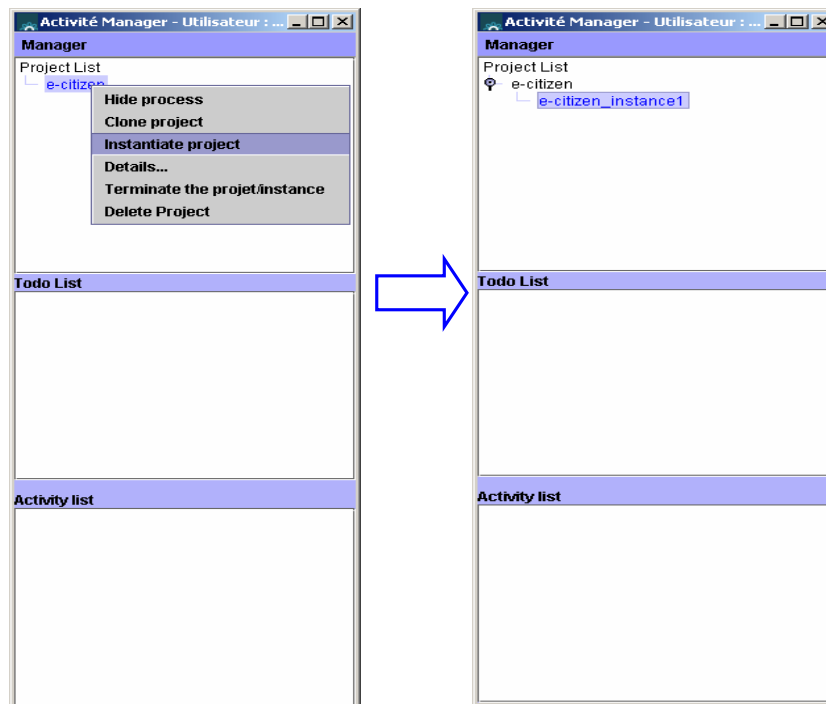 Activité Manager - Utilisateur : ...
Manager
Project List
e-citizen
Hide process
Clone project
Instantiate project
Details...
Terminate the projet/instance
Delete Project
Todo List
Activity list
Activité Manager - Utilisateur : ...
Manager
Project List
e-citizen
e-citizen_instance1
Todo List
Activity list